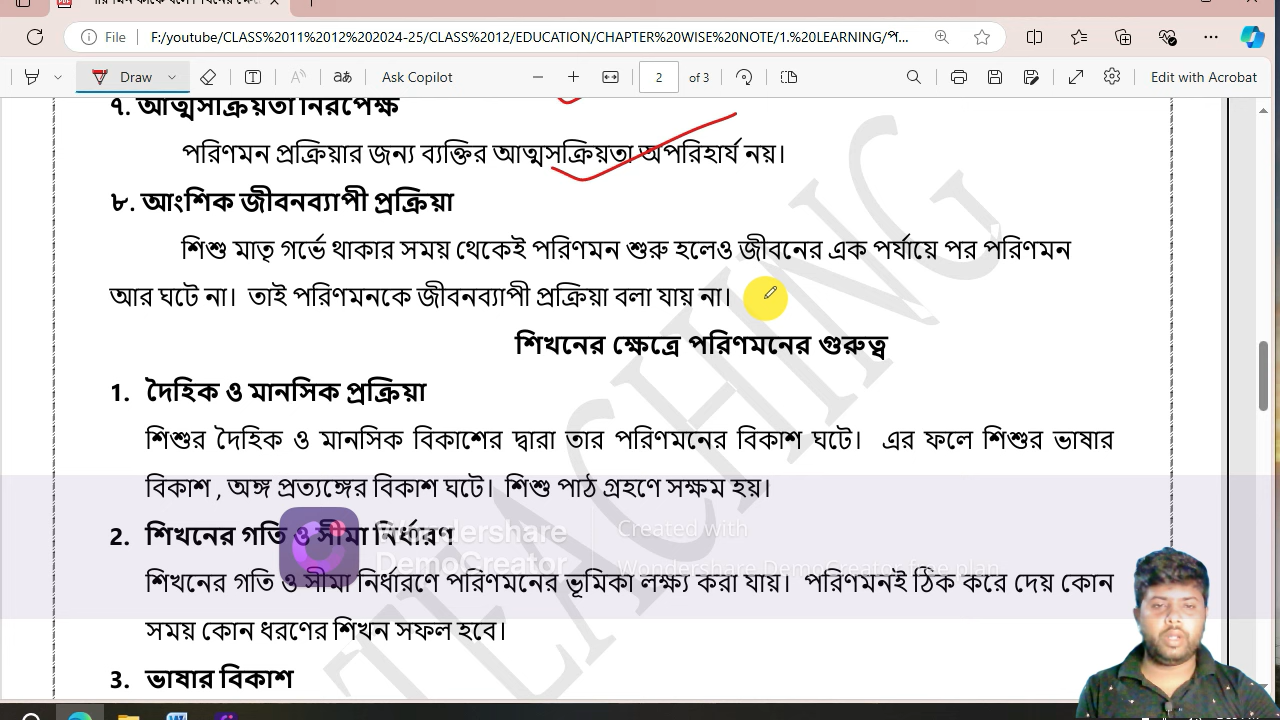 File
F:/youtube/CLASS%2011%2012%202024-25/CLASS%2012/EDUCATION/CHAPTER%20WISE%20NOTE/1.%20LEARNING/প...
Draw
Ask Copilot
2 of 3
Edit with Acrobat
৭. আত্মসক্রিয়তা নিরপেক্ষ
পরিণমন প্রক্রিয়ার জন্য ব্যক্তির আত্মসক্রিয়তা অপরিহার্য নয়।
৮. আংশিক জীবনব্যাপী প্রক্রিয়া
শিশু মাতৃ গর্ভে থাকার সময় থেকেই পরিণমন শুরু হলেও জীবনের এক পর্যায়ে পর পরিণমন
আর ঘটে না। তাই পরিণমনকে জীবনব্যাপী প্রক্রিয়া বলা যায় না।
শিখনের ক্ষেত্রে পরিণমনের গুরুত্ব
1. দৈহিক ও মানসিক প্রক্রিয়া
শিশুর দৈহিক ও মানসিক বিকাশের দ্বারা তার পরিণমনের বিকাশ ঘটে। এর ফলে শিশুর ভাষার
বিকাশ , অঙ্গ প্রত্যঙ্গের বিকাশ ঘটে। শিশু পাঠ গ্রহণে সক্ষম হয়।
2. শিখনের গতি ও সীমা নির্ধারণ
Wondershare
DemoCreator
Created with
Wondershare DemoCreator free plan
শিখনের গতি ও সীমা নির্ধারণে পরিণমনের ভূমিকা লক্ষ্য করা যায়। পরিণমনই ঠিক করে দেয় কোন
সময় কোন ধরণের শিখন সফল হবে।
3. ভাষার বিকাশ
TEACHING